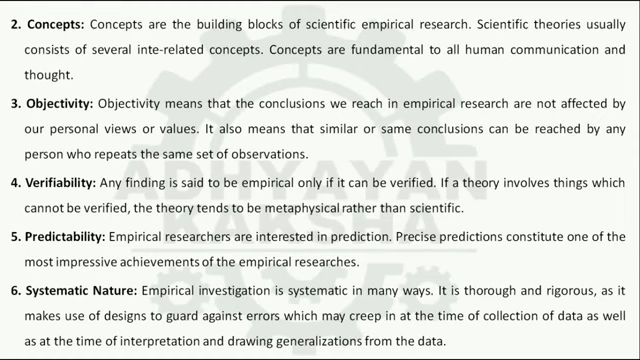 2. Concepts: Concepts are the building blocks of scientific empirical research. Scientific theories usually
consists of several inte-related concepts. Concepts are fundamental to all human communication and
thought.
3. Objectivity: Objectivity means that the conclusions we reach in empirical research are not affected by
our personal views or values. It also means that similar or same conclusions can be reached by any
person who repeats the same set of observations.
4. Verifiability: Any finding is said to be empirical only if it can be verified. If a theory involves things which
cannot be verified, the theory tends to be metaphysical rather than scientific.
5. Predictability: Empirical researchers are interested in prediction. Precise predictions constitute one of the
most impressive achievements of the empirical researches.
6. Systematic Nature: Empirical investigation is systematic in many ways. It is thorough and rigorous, as it
makes use of designs to guard against errors which may creep in at the time of collection of data as well
as at the time of interpretation and drawing generalizations from the data.
ADHYAYAN
KAKSHA